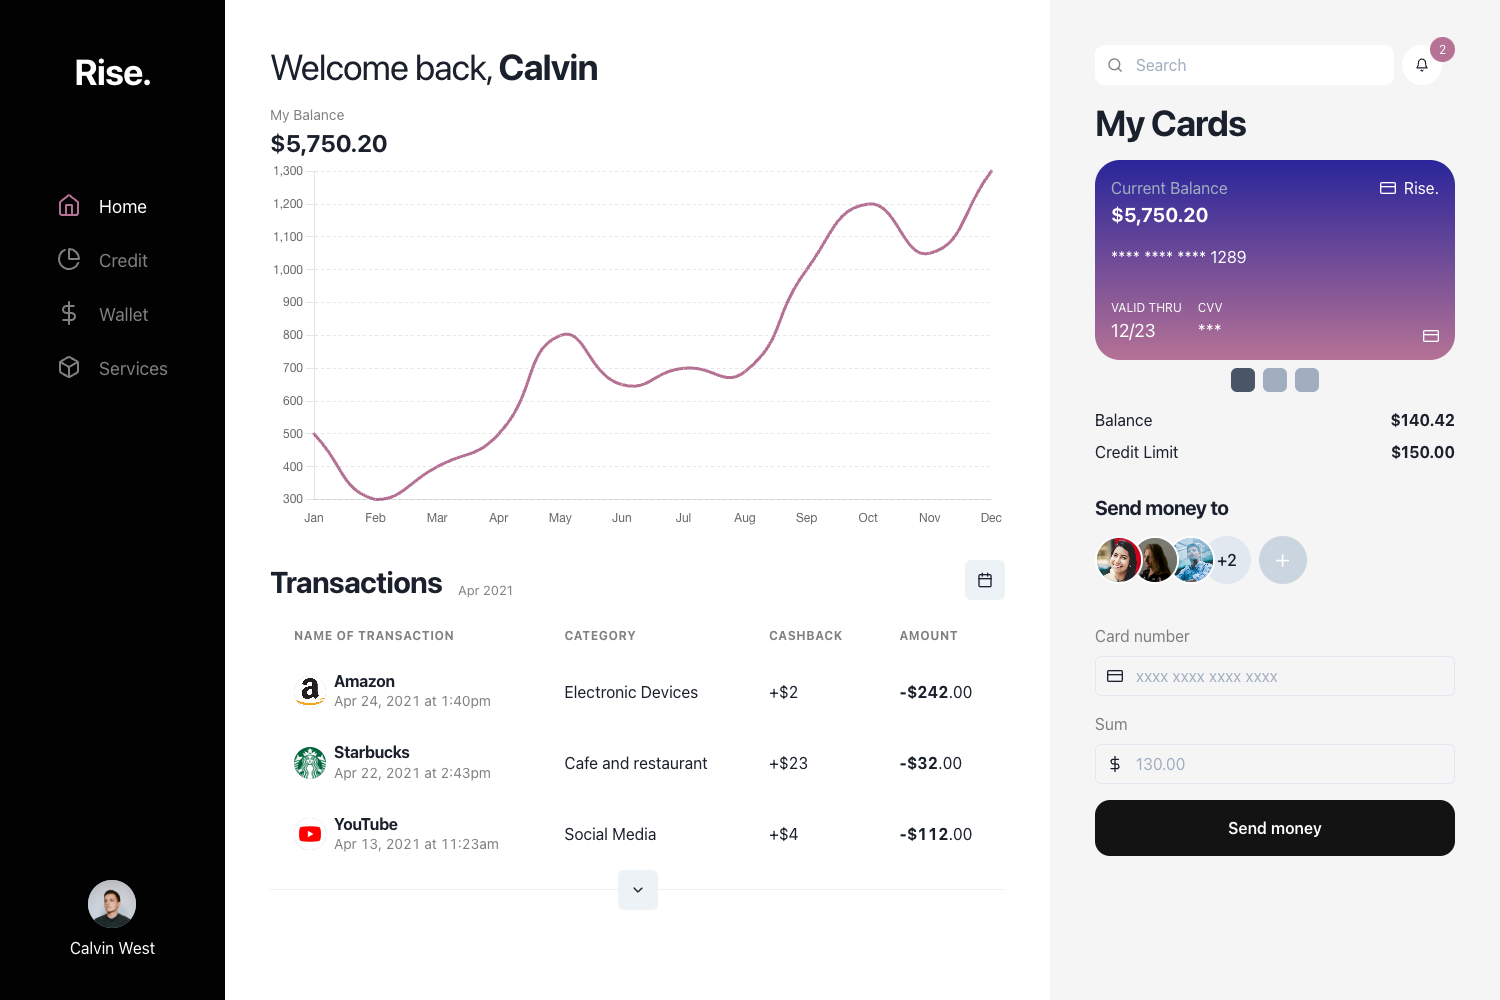 Rise.
Home
Credit
Wallet
Services
Calvin West
Welcome back, Calvin
My Balance
$5,750.20
1,300
1,200
1,100
1,000
900
800
700
600
500
400
300
Jan Feb Mar Apr May Jun Jul Aug Sep Oct Nov Dec
Transactions Apr 2021
NAME OF TRANSACTION CATEGORY CASHBACK AMOUNT
Amazon
Apr 24, 2021 at 1:40pm
Electronic Devices +$2 -$242.00
Starbucks
Apr 22, 2021 at 2:43pm
Cafe and restaurant +$23 -$32.00
YouTube
Apr 13, 2021 at 11:23am
Social Media +$4 -$112.00
Search
2
My Cards
Current Balance Rise.
$5,750.20
**** **** **** 1289
VALID THRU CVV
12/23 ***
Balance $140.42
Credit Limit $150.00
Send money to
+2 +
Card number
xxxx xxxx xxxx xxxx
Sum
$ 130.00
Send money